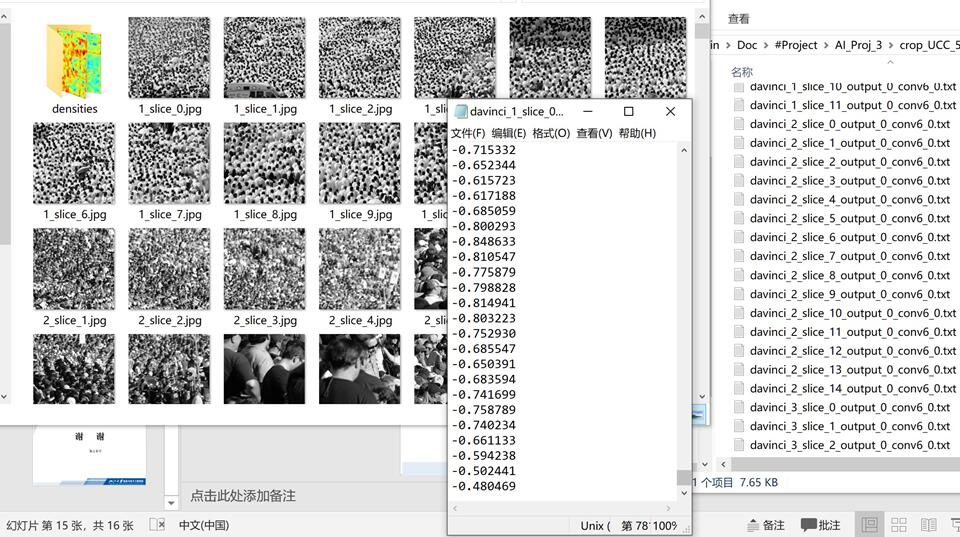 densities
1_slice_0.jpg
1_slice_1.jpg
1_slice_2.jpg
1_slic
1_slice_6.jpg
1_slice_7.jpg
1_slice_8.jpg
1_slice_9.jpg
1_slic
2_slice_1.jpg
2_slice_2.jpg
2_slice_3.jpg
2_slice_4.jpg
2_slic
davinci_1_slice_0...
文件(F) 编辑(E) 格式(O) 查看(V) 帮助(H)
-0.715332
-0.652344
-0.615723
-0.617188
-0.685059
-0.800293
-0.848633
-0.810547
-0.775879
-0.798828
-0.814941
-0.803223
-0.752930
-0.685547
-0.650391
-0.683594
-0.741699
-0.758789
-0.740234
-0.661133
-0.594238
-0.502441
-0.480469
Unix (
第 78
100%
查看
in > Doc > #Project > AI_Proj_3 > crop_UCC_5
名称
davinci_1_slice_10_output_0_conv6_0.txt
davinci_1_slice_11_output_0_conv6_0.txt
davinci_2_slice_0_output_0_conv6_0.txt
davinci_2_slice_1_output_0_conv6_0.txt
davinci_2_slice_2_output_0_conv6_0.txt
davinci_2_slice_3_output_0_conv6_0.txt
davinci_2_slice_4_output_0_conv6_0.txt
davinci_2_slice_5_output_0_conv6_0.txt
davinci_2_slice_6_output_0_conv6_0.txt
davinci_2_slice_7_output_0_conv6_0.txt
davinci_2_slice_8_output_0_conv6_0.txt
davinci_2_slice_9_output_0_conv6_0.txt
davinci_2_slice_10_output_0_conv6_0.txt
davinci_2_slice_11_output_0_conv6_0.txt
davinci_2_slice_12_output_0_conv6_0.txt
davinci_2_slice_13_output_0_conv6_0.txt
davinci_2_slice_14_output_0_conv6_0.txt
davinci_3_slice_0_output_0_conv6_0.txt
davinci_3_slice_1_output_0_conv6_0.txt
davinci_3_slice_2_output_0_conv6_0.txt
1 个项目 7.65 KB
谢 谢
点击此处添加备注
幻灯片 第 15 张，共 16 张
中文(中国)
备注
批注